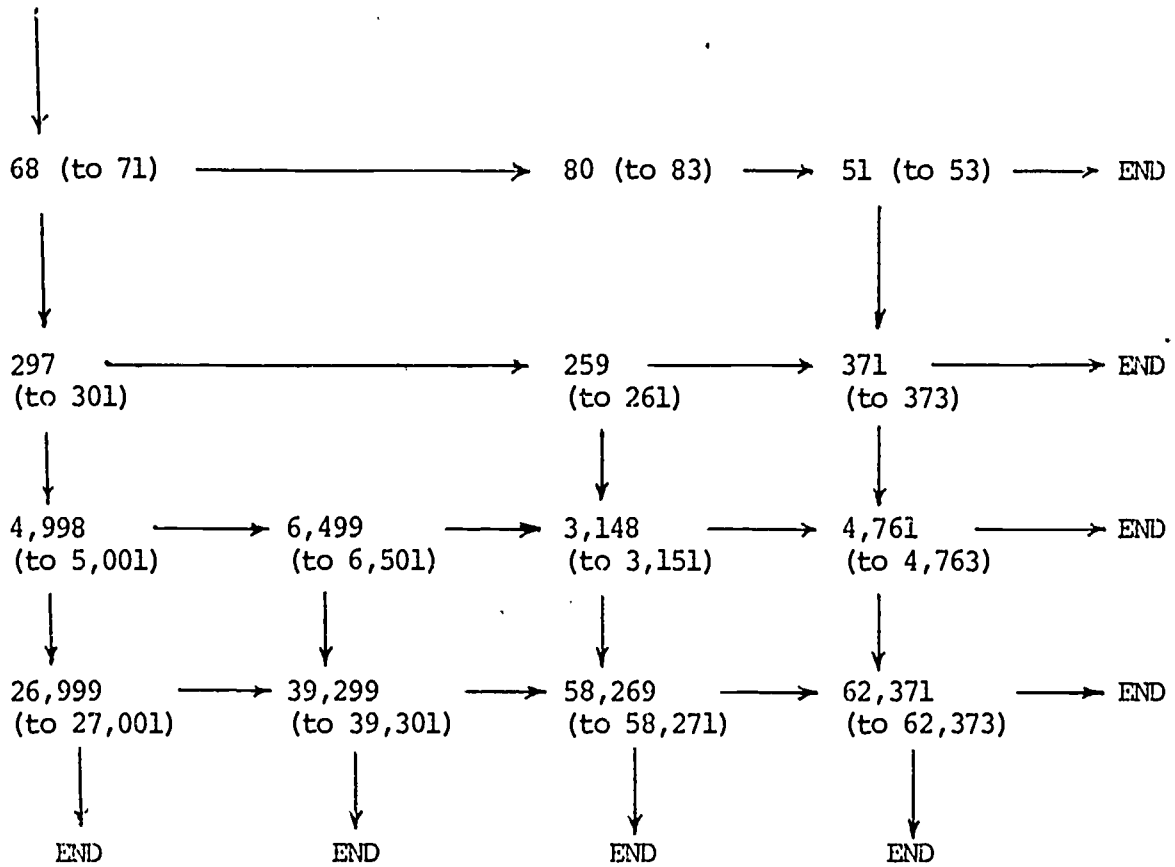 68 (to 71) 80 (to 83) 51 (to 53) END
297 259 371 END
(to 301) (to 261) (to 373)
4,998 6,499 3,148 4,761 END
(to 5,001) (to 6,501) (to 3,151) (to 4,763)
26,999 39,299 58,269 62,371 END
(to 27,001) (to 39,301) (to 58,271) (to 62,373)
END END END END